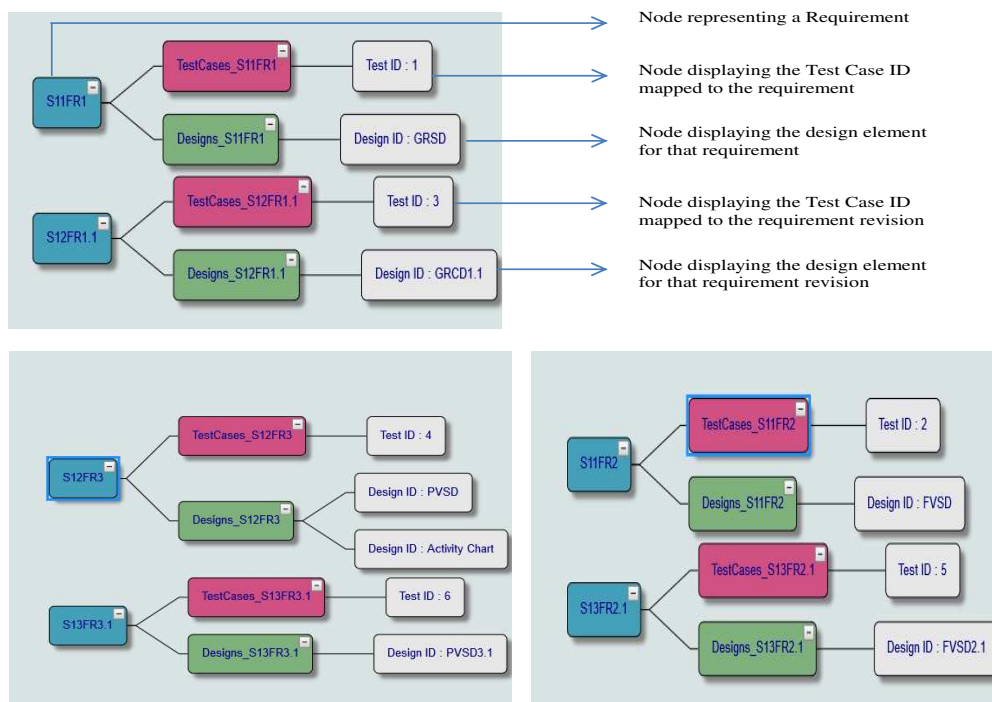 Node representing a Requirement
TestCases_S11FR1
Test ID : 1
Node displaying the Test Case ID
mapped to the requirement
S11FR1
Designs_S11FR1
Design ID : GRSD
Node displaying the design element
for that requirement
TestCases_S12FR1.1
Test ID : 3
Node displaying the Test Case ID
mapped to the requirement revision
S12FR1.1
Designs_S12FR1.1
Design ID : GRCD1.1
Node displaying the design element
for that requirement revision
TestCases_S12FR3
Test ID : 4
S12FR3
Design ID : PVSD
Designs_S12FR3
Design ID : Activity Chart
TestCases_S13FR3.1
Test ID : 6
S13FR3.1
Designs_S13FR3.1
Design ID : PVSD3.1
TestCases_S11FR2
Test ID : 2
S11FR2
Designs_S11FR2
Design ID : FVSD
TestCases_S13FR2.1
Test ID : 5
S13FR2.1
Designs_S13FR2.1
Design ID : FVSD2.1